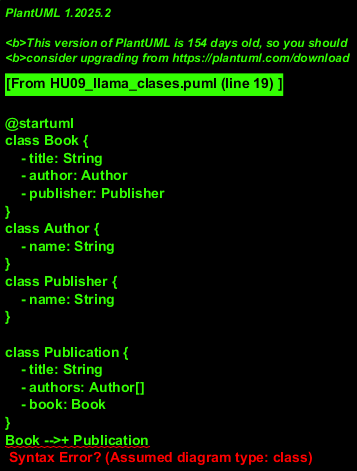 PlantUML 1.2025.2
<b>This version of PlantUML is 154 days old, so you should
<b>consider upgrading from https://plantuml.com/download
[From HU09_llama_clases.puml (line 19) ]
@startuml
class Book {
- title: String
- author: Author
- publisher: Publisher
}
class Author {
- name: String
}
class Publisher {
- name: String
}
class Publication {
- title: String
- authors: Author[]
- book: Book
}
Book -->+ Publication
Syntax Error? (Assumed diagram type: class)